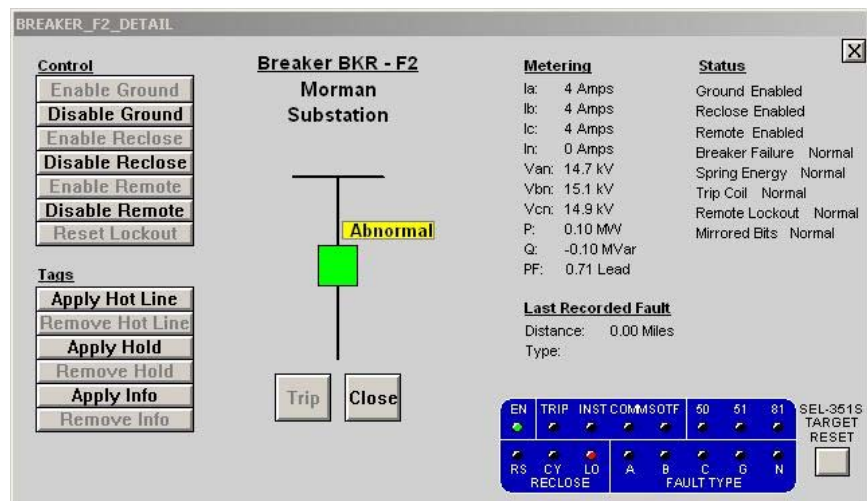 BREAKER_F2_DETAIL
X
Control
Enable Ground
Disable Ground
Enable Reclose
Disable Reclose
Enable Remote
Disable Remote
Reset Lockout
Tags
Apply Hot Line
Remove Hot Line
Apply Hold
Remove Hold
Apply Info
Remove Info
Breaker BKR - F2
Morman
Substation
Abnormal
Trip
Close
Metering
Ia: 4 Amps
Ib: 4 Amps
Ic: 4 Amps
In: 0 Amps
Van: 14.7 kV
Vbn: 15.1 kV
Vcn: 14.9 kV
P: 0.10 MW
Q: -0.10 MVar
PF: 0.71 Lead
Last Recorded Fault
Distance: 0.00 Miles
Type:
Status
Ground Enabled
Reclose Enabled
Remote Enabled
Breaker Failure Normal
Spring Energy Normal
Trip Coil Normal
Remote Lockout Normal
Mirrored Bits Normal
EN TRIP INST COMM SOTF 50 51 81
RS CY LO A B C G N
RECLOSE FAULT TYPE
SEL-351S
TARGET
RESET